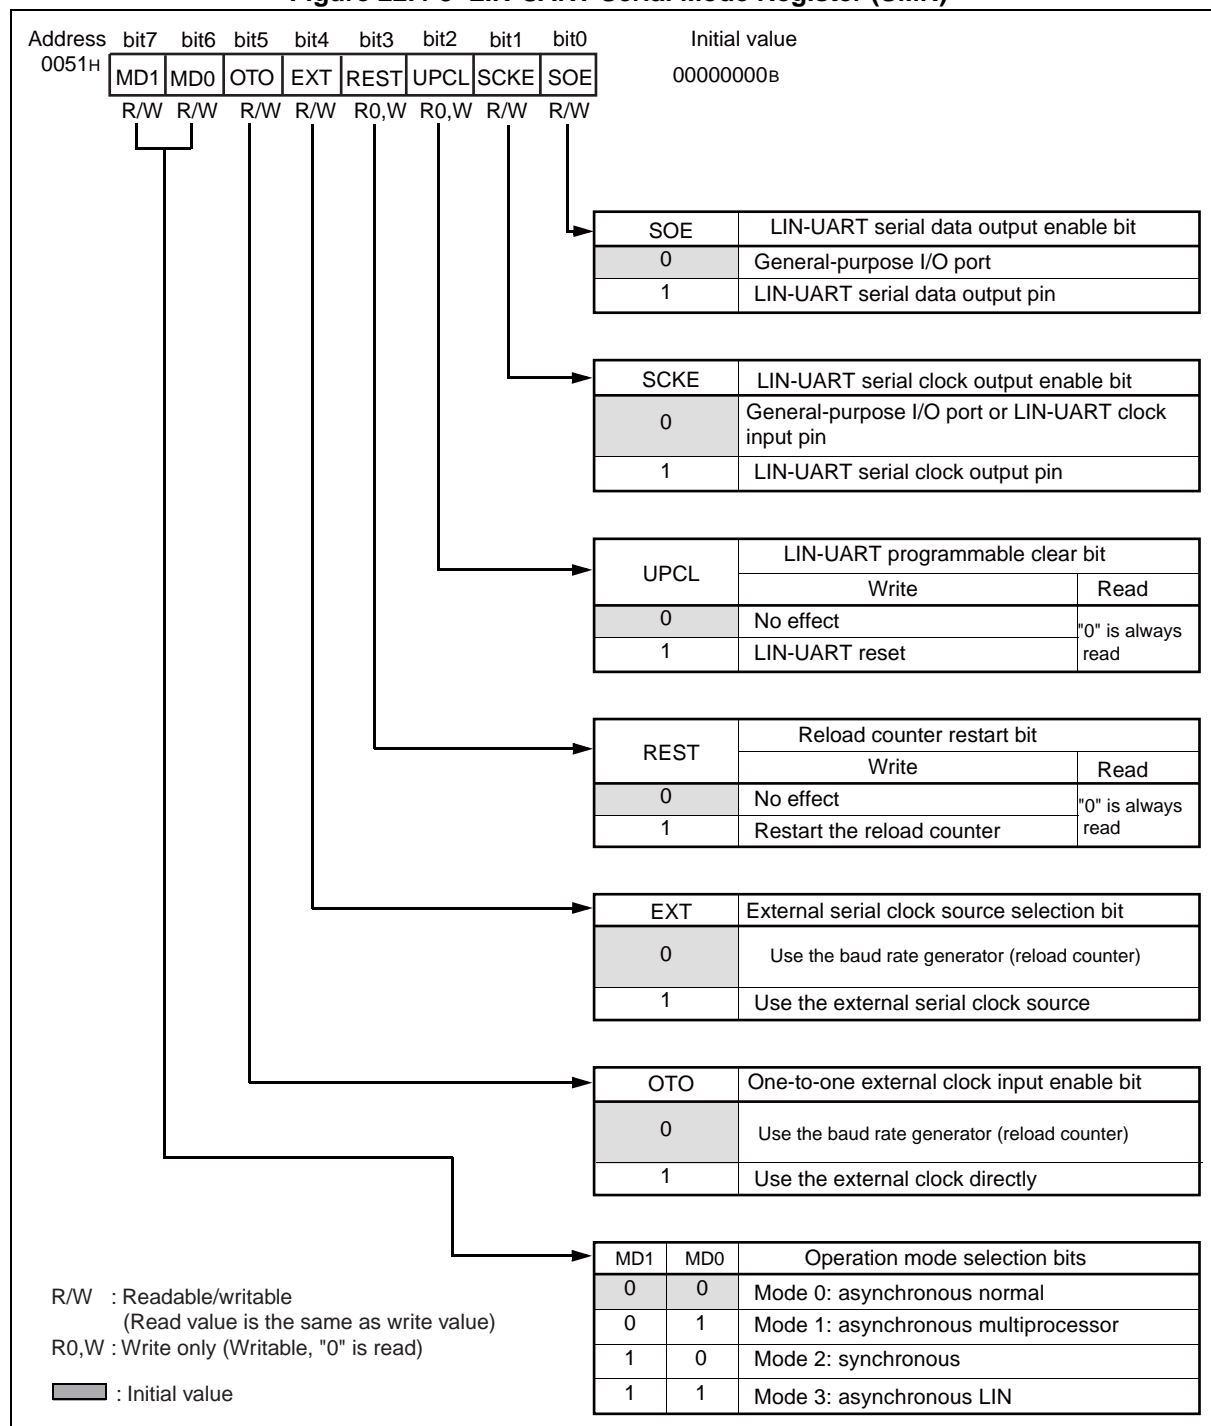 Address bit7 bit6 bit5 bit4 bit3 bit2 bit1 bit0 Initial value
0051H MD1 MD0 OTO EXT REST UPCL SCKE SOE 00000000B
R/W R/W R/W R/W R0,W R0,W R/W R/W
SOE LIN-UART serial data output enable bit
0 General-purpose I/O port
1 LIN-UART serial data output pin
SCKE LIN-UART serial clock output enable bit
0 General-purpose I/O port or LIN-UART clock
input pin
1 LIN-UART serial clock output pin
UPCL LIN-UART programmable clear bit
Write Read
0 No effect "0" is always
1 LIN-UART reset read
REST Reload counter restart bit
Write Read
0 No effect "0" is always
1 Restart the reload counter read
EXT External serial clock source selection bit
0 Use the baud rate generator (reload counter)
1 Use the external serial clock source
OTO One-to-one external clock input enable bit
0 Use the baud rate generator (reload counter)
1 Use the external clock directly
MD1 MD0 Operation mode selection bits
0 0 Mode 0: asynchronous normal
0 1 Mode 1: asynchronous multiprocessor
1 0 Mode 2: synchronous
1 1 Mode 3: asynchronous LIN
R/W : Readable/writable
(Read value is the same as write value)
R0,W : Write only (Writable, "0" is read)
: Initial value